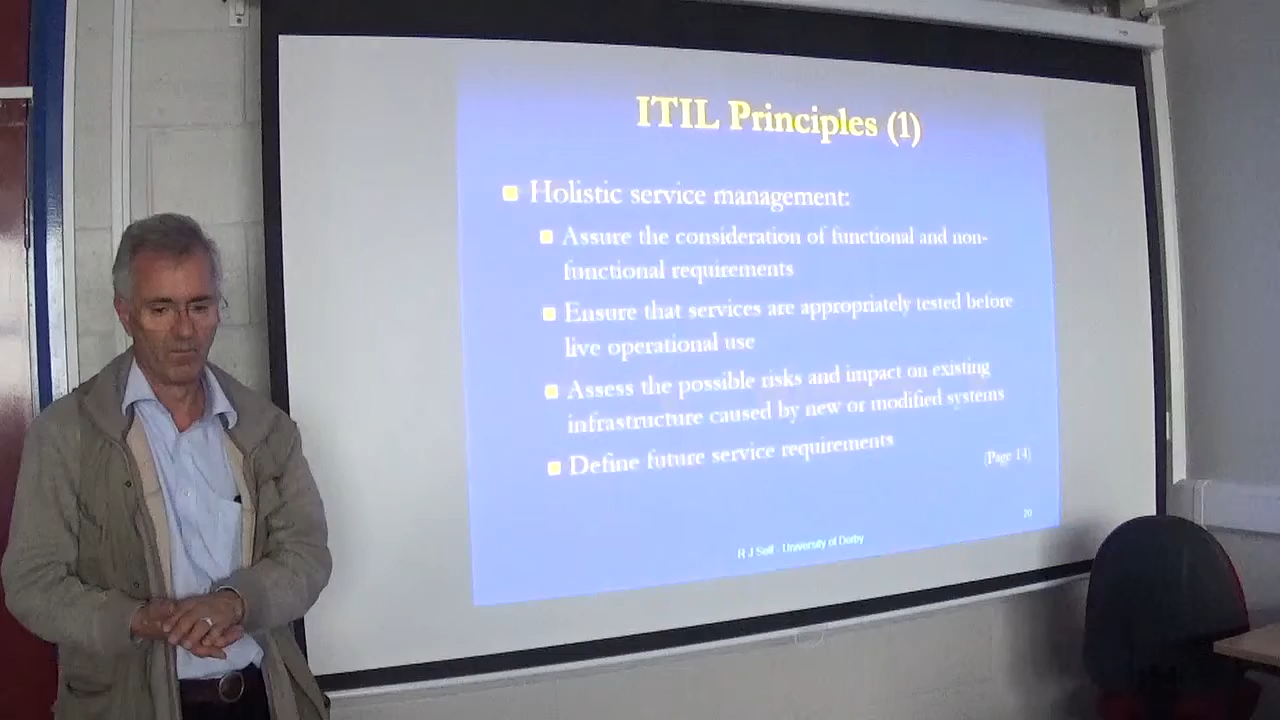 ITIL Principles (1)
Holistic service management:
Assure the consideration of functional and non-
functional requirements
Ensure that services are appropriately tested before
live operational use
Assess the possible risks and impact on existing
infrastructure caused by new or modified systems
Define future service requirements
(Page 14)
20
R J Self - University of Derby